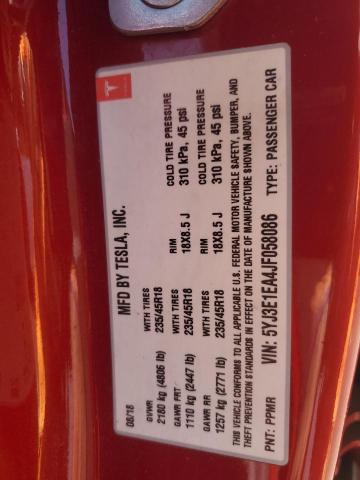 MFD BY TESLA, INC.
08/18
GVWR WITH TIRES RIM COLD TIRE PRESSURE
2180 kg (4806 lb) 235/45R18 18X8.5 J 310 kPa, 45 psi
GAWR FRT WITH TIRES RIM COLD TIRE PRESSURE
1110 kg (2447 lb) 235/45R18 18X8.5 J 310 kPa, 45 psi
GAWR RR
1257 kg (2771 lb) 235/45R18
THIS VEHICLE CONFORMS TO ALL APPLICABLE U.S. FEDERAL MOTOR VEHICLE SAFETY, BUMPER, AND
THEFT PREVENTION STANDARDS IN EFFECT ON THE DATE OF MANUFACTURE SHOWN ABOVE.
PNT: PPMR VIN: 5YJ3E1EA4JF058086 TYPE: PASSENGER CAR